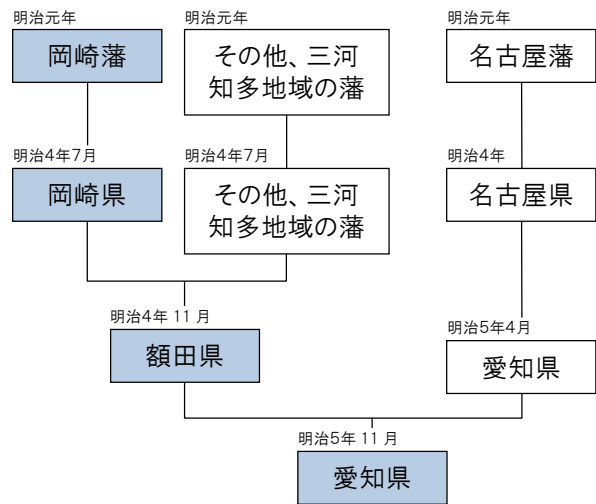 明治元年
岡崎藩
明治元年
その他、三河
知多地域の藩
明治元年
名古屋藩
明治4年7月
岡崎県
明治4年7月
その他、三河
知多地域の藩
明治4年
名古屋県
明治4年 11 月
額田県
明治5年4月
愛知県
明治5年 11 月
愛知県